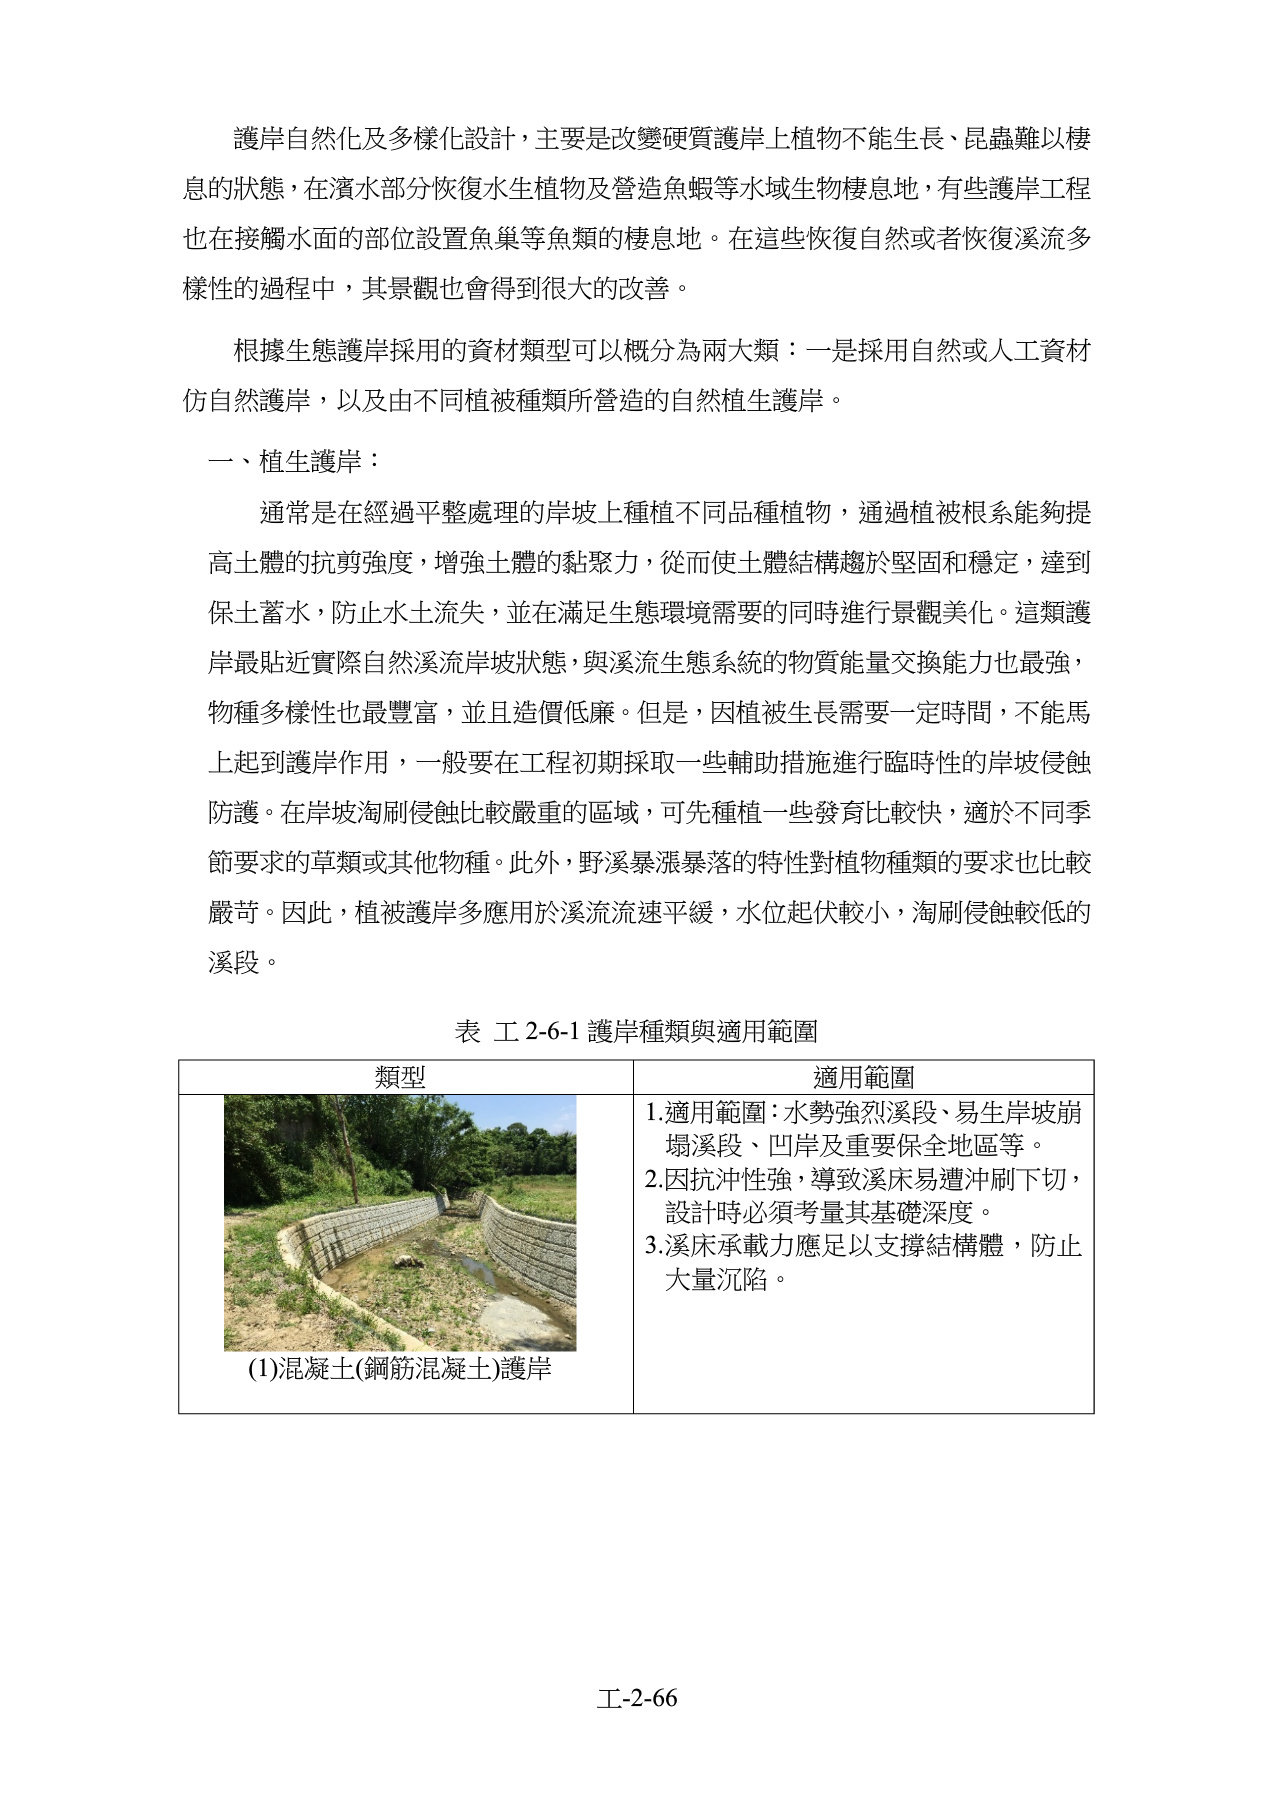 護岸自然化及多樣化設計，主要是改變硬質護岸上植物不能生長、昆蟲難以棲
息的狀態，在濱水部分恢復水生植物及營造魚蝦等水域生物棲息地，有些護岸工程
也在接觸水面的部位設置魚巢等魚類的棲息地。在這些恢復自然或者恢復溪流多
樣性的過程中，其景觀也會得到很大的改善。
根據生態護岸採用的資材類型可以概分為兩大類：一是採用自然或人工資材
仿自然護岸，以及由不同植被種類所營造的自然植生護岸。
一、植生護岸：
通常是在經過平整處理的岸坡上種植不同品種植物，通過植被根系能夠提
高土體的抗剪強度，增強土體的黏聚力，從而使土體結構趨於堅固和穩定，達到
保土蓄水，防止水土流失，並在滿足生態環境需要的同時進行景觀美化。這類護
岸最貼近實際自然溪流岸坡狀態，與溪流生態系統的物質能量交換能力也最強，
物種多樣性也最豐富，並且造價低廉。但是，因植被生長需要一定時間，不能馬
上起到護岸作用，一般要在工程初期採取一些輔助措施進行臨時性的岸坡侵蝕
防護。在岸坡淘刷侵蝕比較嚴重的區域，可先種植一些發育比較快，適於不同季
節要求的草類或其他物種。此外，野溪暴漲暴落的特性對植物種類的要求也比較
嚴苛。因此，植被護岸多應用於溪流流速平緩，水位起伏較小，淘刷侵蝕較低的
溪段。
表 工 2-6-1 護岸種類與適用範圍
類型
適用範圍
(1)混凝土(鋼筋混凝土)護岸
1.適用範圍：水勢強烈溪段、易生岸坡崩
塌溪段、凹岸及重要保全地區等。
2.因抗沖性強，導致溪床易遭沖刷下切，
設計時必須考量其基礎深度。
3.溪床承載力應足以支撐結構體，防止
大量沉陷。
工-2-66